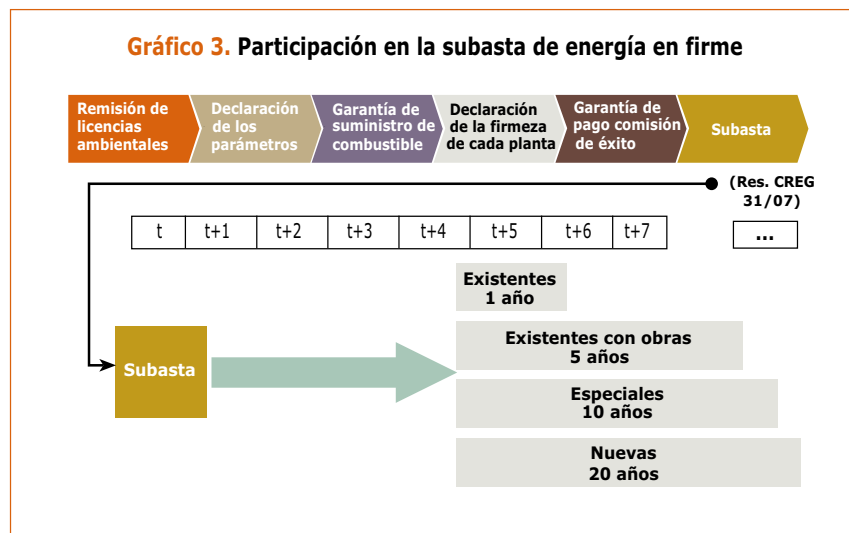 Gráfico 3. Participación en la subasta de energía en firme
Remisión de
licencias
ambientales
Declaración
de los
parámetros
Garantía de
suministro de
combustible
Declaración
de la firmeza
de cada planta
Garantía de
pago comisión
de éxito
Subasta
(Res. CREG
31/07)
t t+1 t+2 t+3 t+4 t+5 t+6 t+7 ...
Existentes
1 año
Existentes con obras
5 años
Subasta
Especiales
10 años
Nuevas
20 años